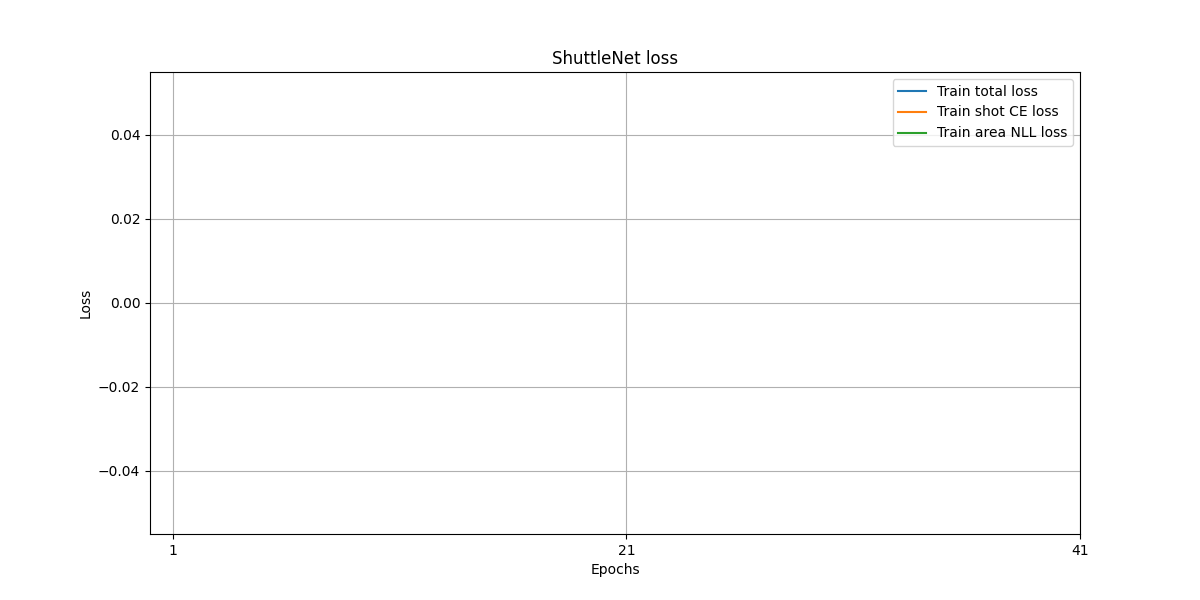 ShuttleNet loss
Train total loss
Train shot CE loss
Train area NLL loss
0.04
0.02
0.00
−0.02
−0.04
Loss
1 21 41
Epochs